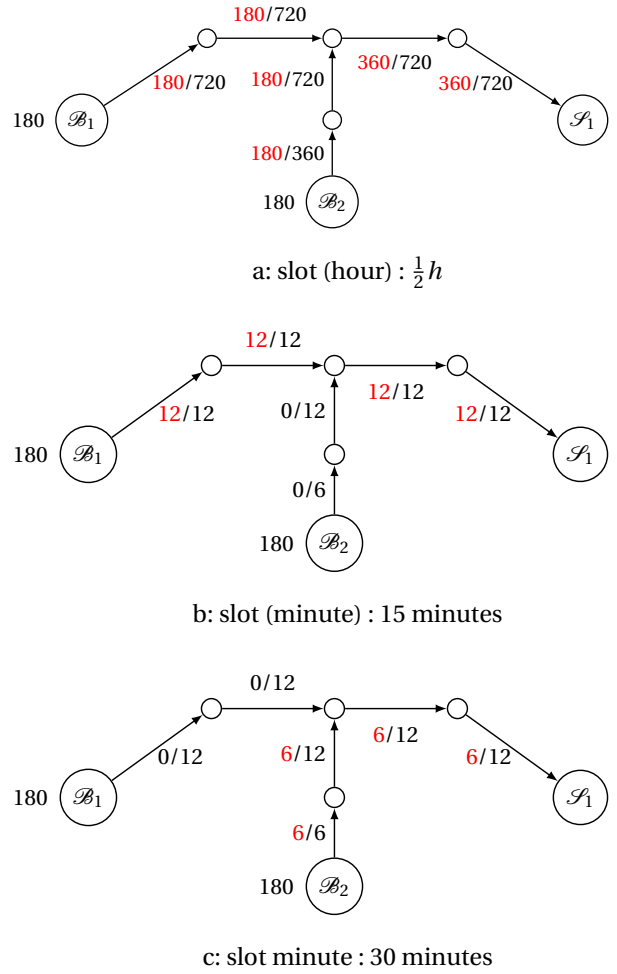 180/720
180/720
180/720
360/720
360/720
180 ℬ₁
𝒮₁
180/360
180 ℬ₂
a: slot (hour) : ½ h
12/12
12/12
0/12
12/12
12/12
180 ℬ₁
𝒮₁
0/6
180 ℬ₂
b: slot (minute) : 15 minutes
0/12
0/12
6/12
6/12
6/12
180 ℬ₁
𝒮₁
6/6
180 ℬ₂
c: slot minute : 30 minutes